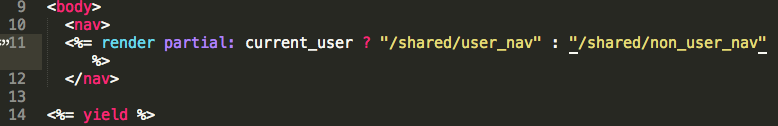 9 <body>
10 <nav>
11 <%= render partial: current_user ? "/shared/user_nav" : "/shared/non_user_nav"
%>
12 </nav>
13
14 <%= yield %>